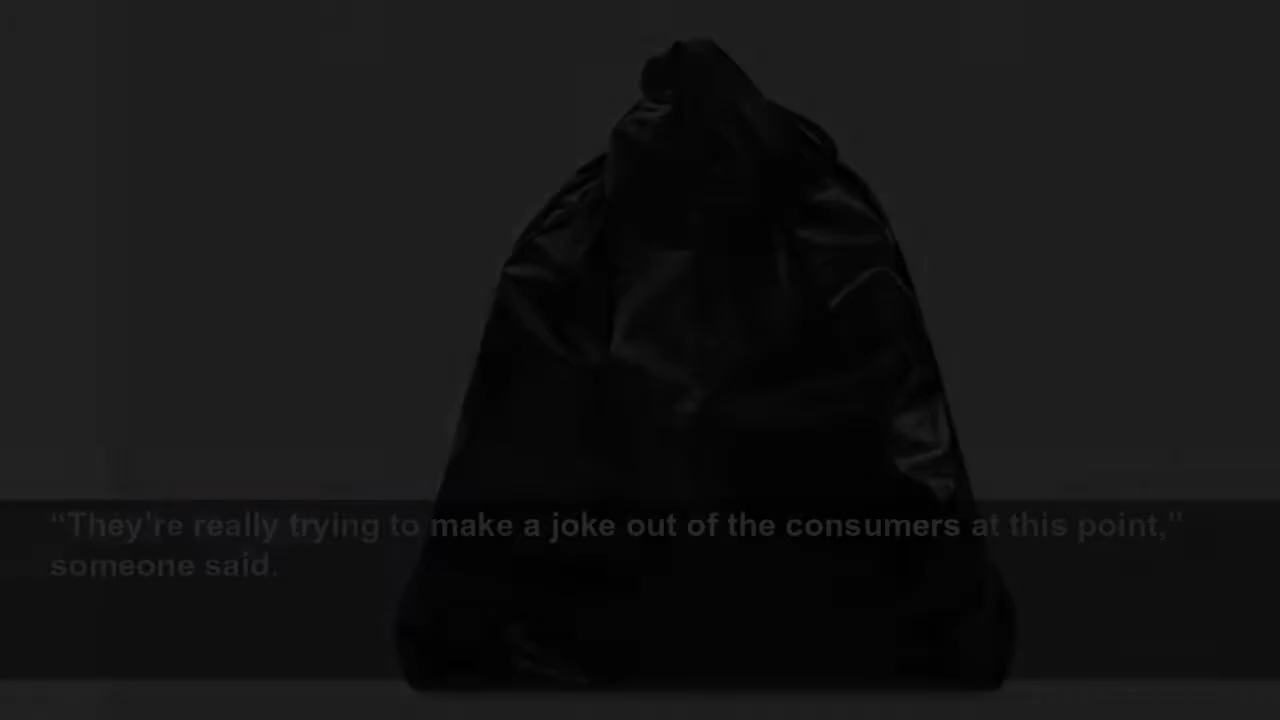 “They're really trying to make a joke out of the consumers at this point,"
someone said.